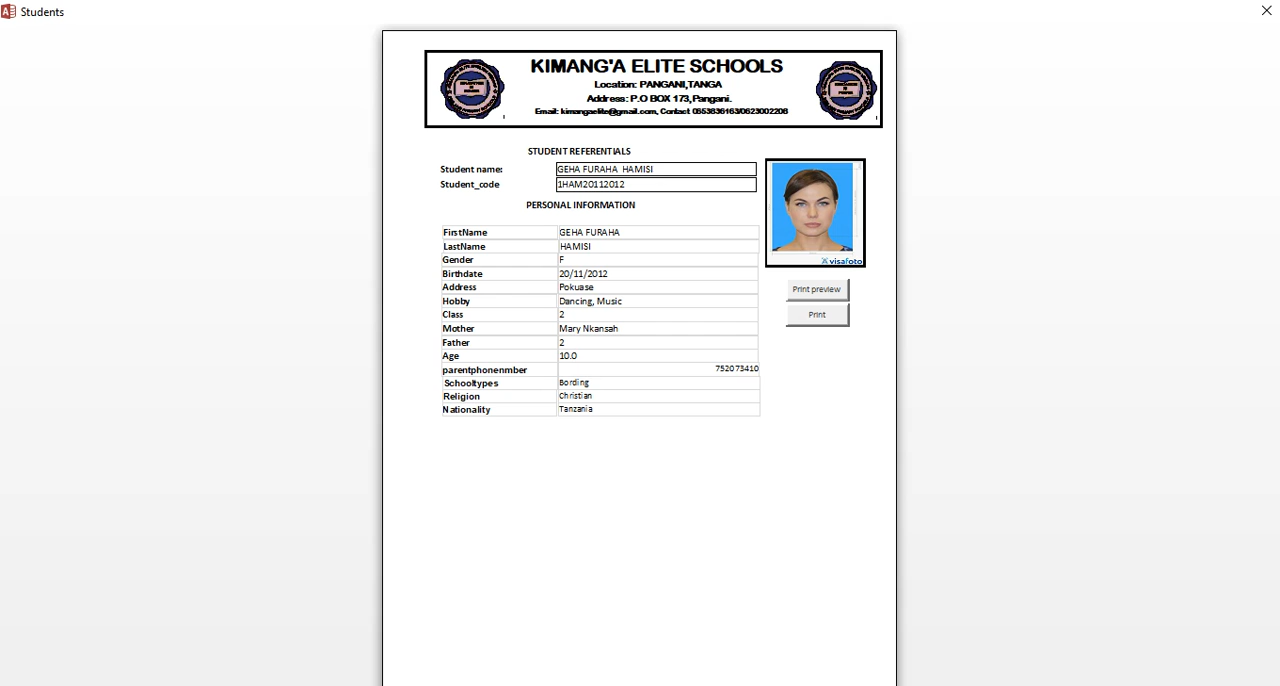 Students
KIMANG'A ELITE SCHOOLS
Location: PANGANI,TANGA
Address: P.O BOX 173, Pangani.
Email: kimangaelite@gmail.com, Contact 0653636163/0623002206
STUDENT REFERENTIALS
Student name: GEHA FURAHA HAMISI
Student_code 1HAM20112012
PERSONAL INFORMATION
FirstName GEHA FURAHA
LastName HAMISI
Gender F
Birthdate 20/11/2012
Address Pokuase
Hobby Dancing, Music
Class 2
Mother Mary Nkansah
Father 2
Age 10.0
parentphonenmber 752073410
Schooltypes Bording
Religion Christian
Nationality Tanzania
visafoto
Print preview
Print